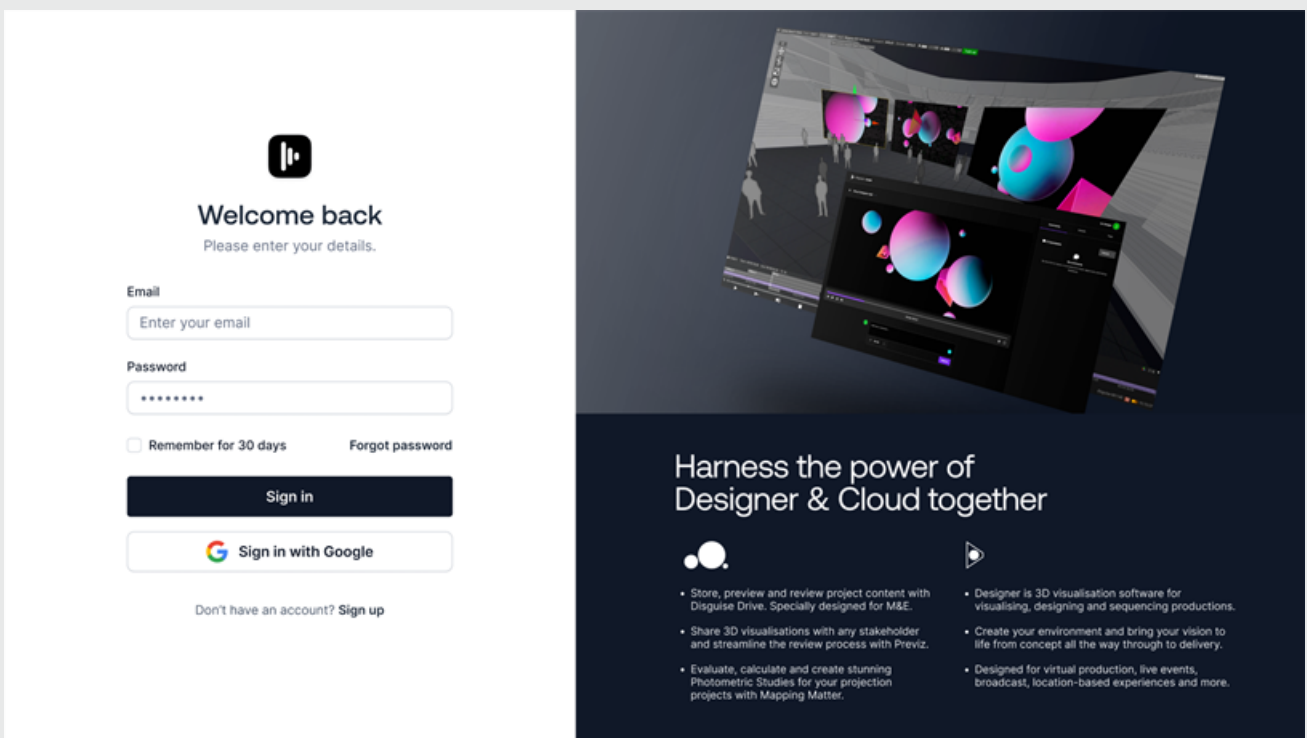 Welcome back
Please enter your details.
Email
Enter your email
Password
Remember for 30 days
Forgot password
Sign in
Sign in with Google
Don't have an account? Sign up
Harness the power of
Designer & Cloud together
• Store, preview and review project content with
Disguise Drive. Specially designed for M&E.
• Share 3D visualisations with any stakeholder
and streamline the review process with Previz.
• Evaluate, calculate and create stunning
Photometric Studies for your projection
projects with Mapping Matter.
• Designer is 3D visualisation software for
visualising, designing and sequencing productions.
• Create your environment and bring your vision to
life from concept all the way through to delivery.
• Designed for virtual production, live events,
broadcast, location-based experiences and more.